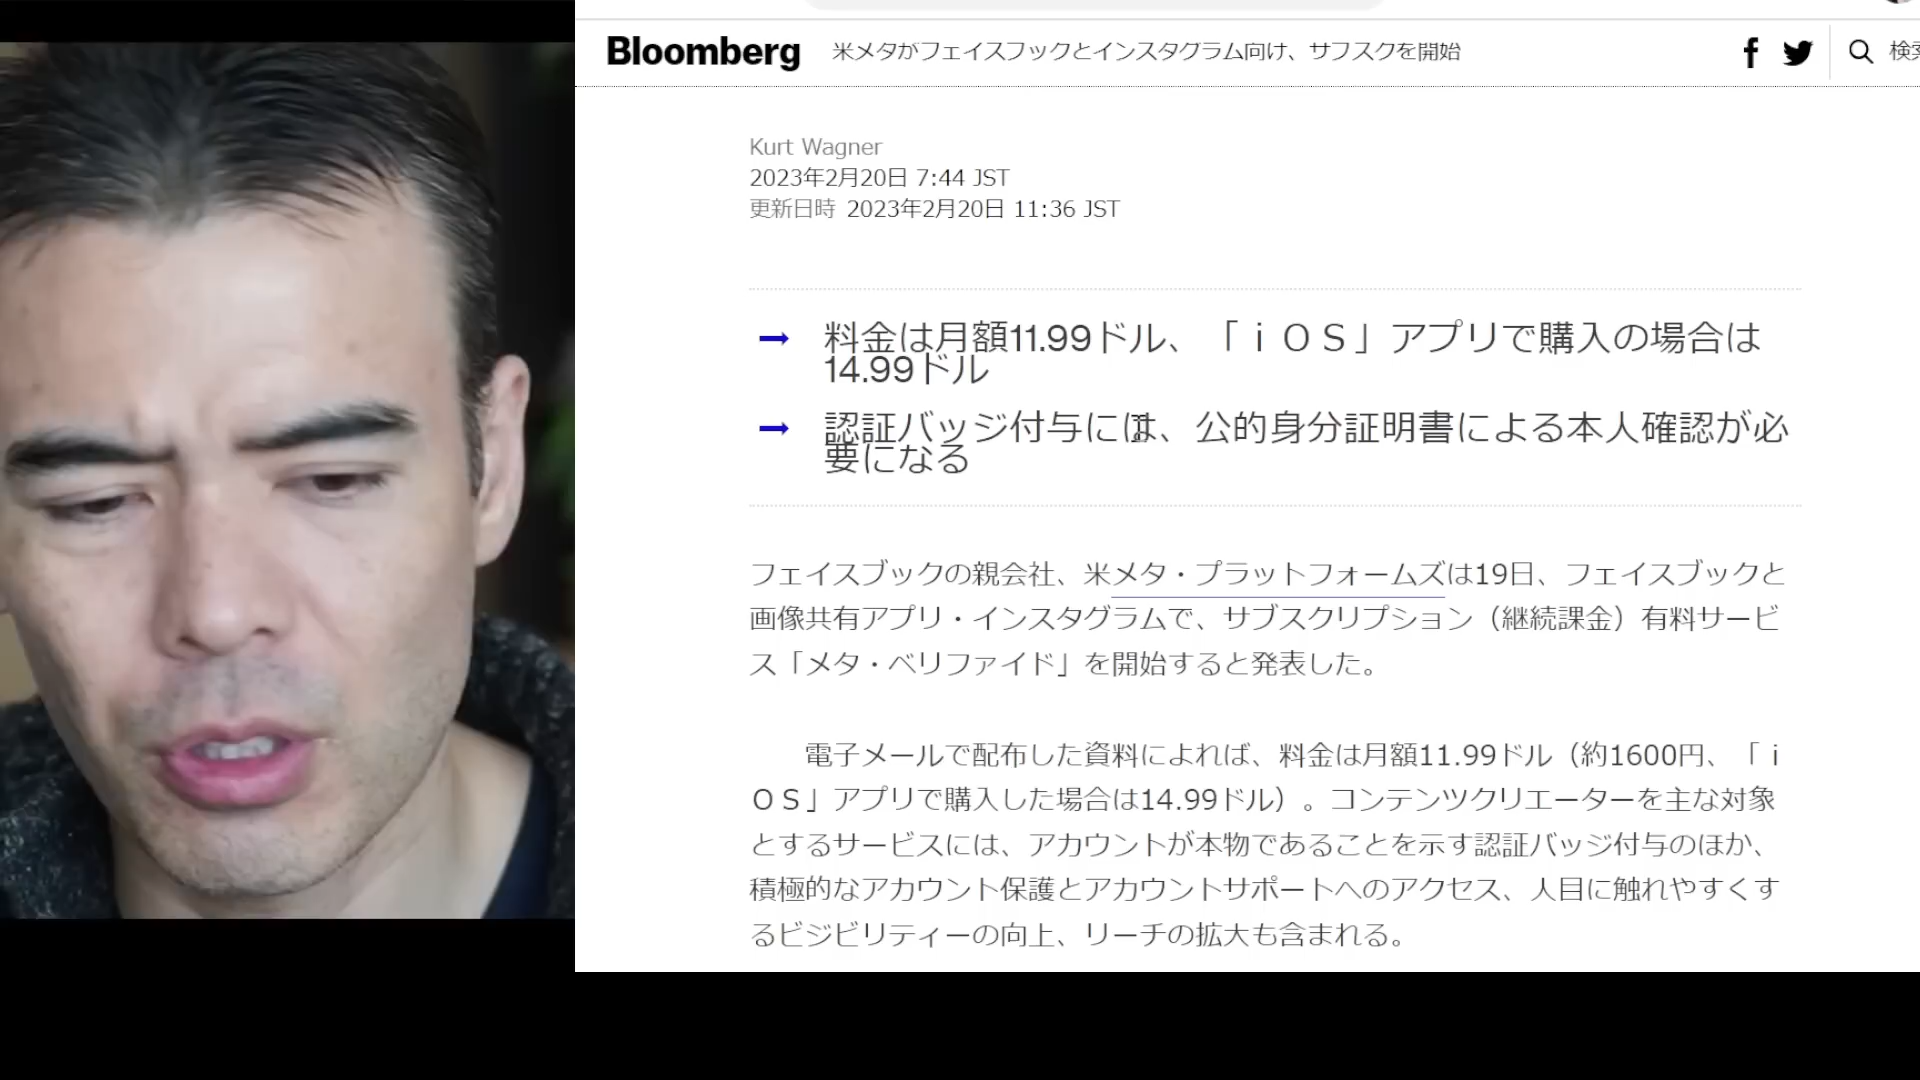 Bloomberg
米メタがフェイスフックとインスタグラム向け、サフスクを開始
Kurt Wagner
2023年2月20日 7:44 JST
更新日時 2023年2月20日 11:36 JST
→ 料金は月額11.99ドル、「ｉＯＳ」アプリで購入の場合は
14.99ドル
→ 認証バッジ付与には、公的身分証明書による本人確認が必
要になる
フェイスブックの親会社、米メタ・プラットフォームズは19日、フェイスブックと
画像共有アプリ・インスタグラムで、サブスクリプション（継続課金）有料サービ
ス「メタ・ベリファイド」を開始すると発表した。
電子メールで配布した資料によれば、料金は月額11.99ドル（約1600円、「ｉ
ＯＳ」アプリで購入した場合は14.99ドル）。コンテンツクリエーターを主な対象
とするサービスには、アカウントが本物であることを示す認証バッジ付与のほか、
積極的なアカウント保護とアカウントサポートへのアクセス、人目に触れやすくす
るビジビリティーの向上、リーチの拡大も含まれる。